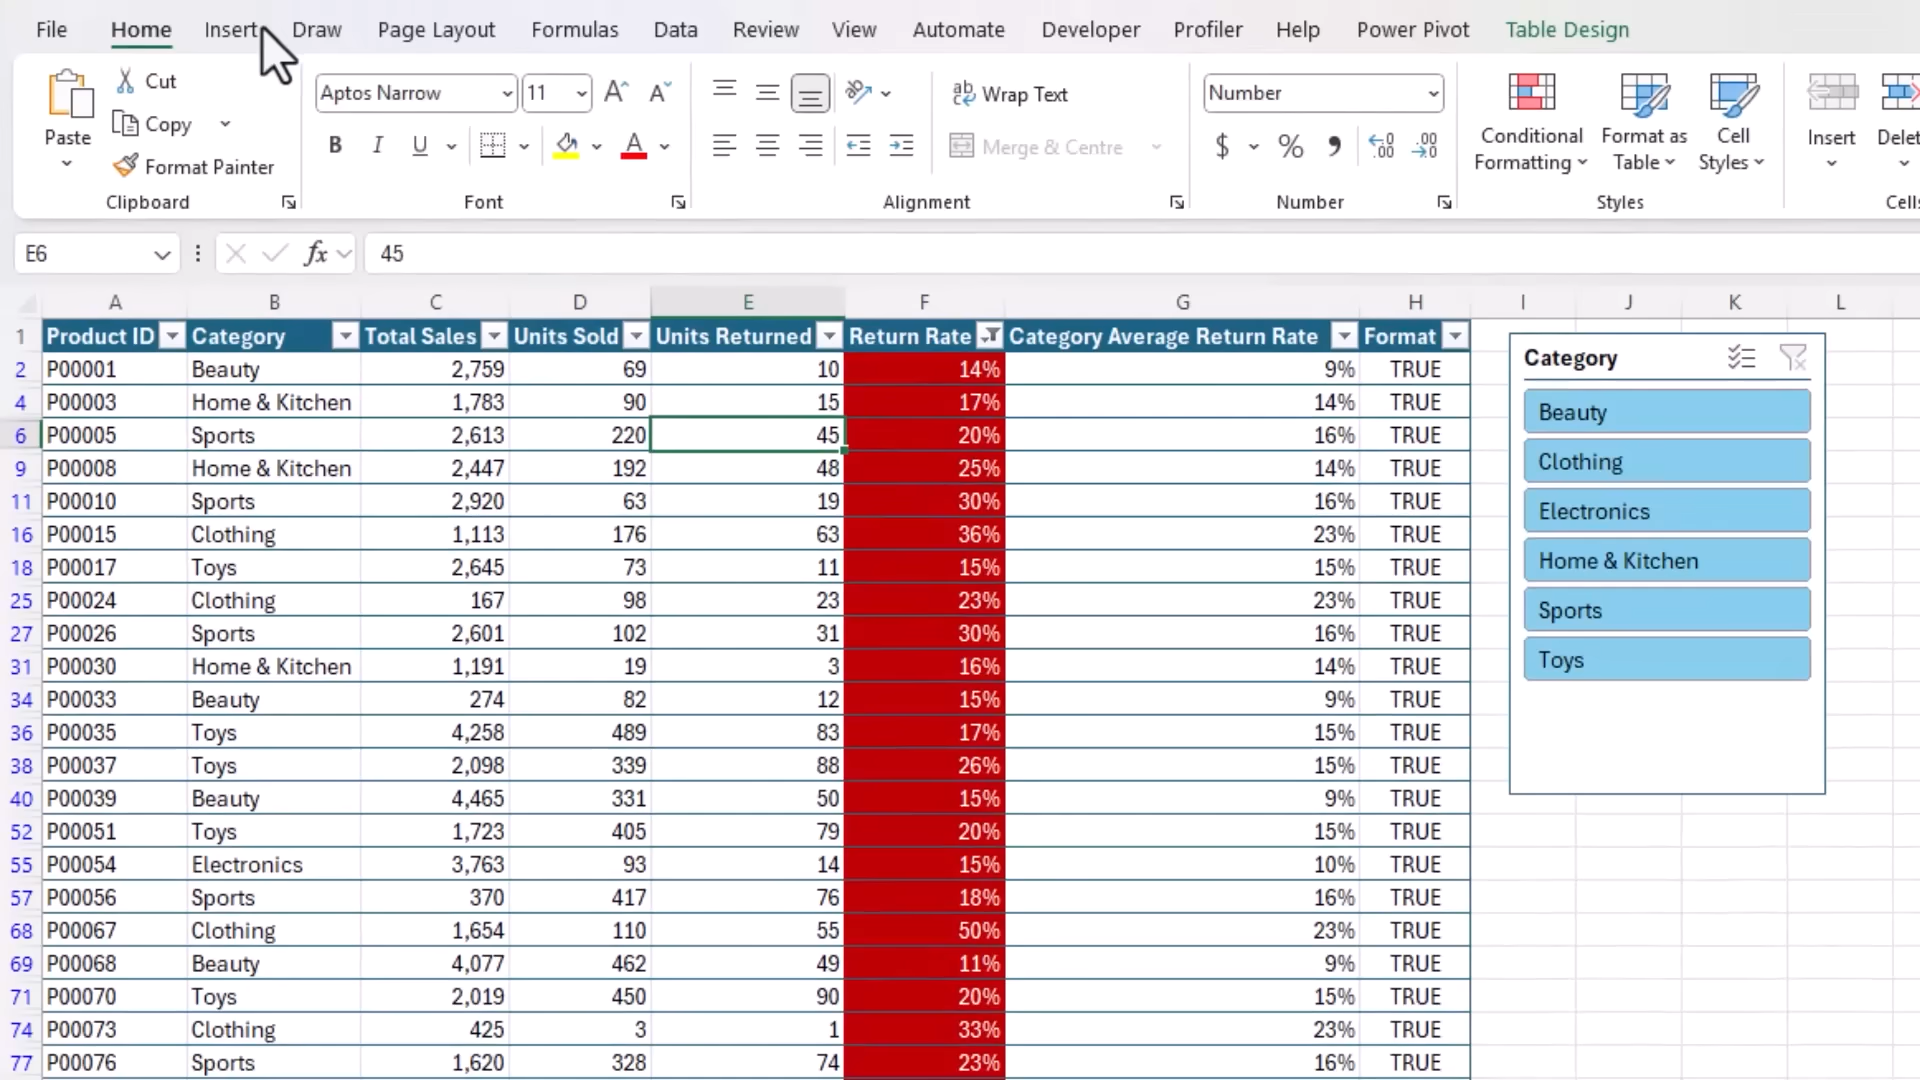 File Home Insert Draw Page Layout Formulas Data Review View Automate Developer Profiler Help Power Pivot Table Design
Paste
Cut
Copy
Format Painter
Clipboard
Aptos Narrow 11 A A
B I U A
Font
ab Wrap Text
Merge & Centre
Alignment
Number
$ % , .00 .00
Number
Conditional Formatting
Format as Table
Cell Styles
Styles
Insert
Delet
Cells
E6 fx 45
A B C D E F G H I J K L
1 Product ID Category Total Sales Units Sold Units Returned Return Rate Category Average Return Rate Format
2 P00001 Beauty 2,759 69 10 14% 9% TRUE
4 P00003 Home & Kitchen 1,783 90 15 17% 14% TRUE
6 P00005 Sports 2,613 220 45 20% 16% TRUE
9 P00008 Home & Kitchen 2,447 192 48 25% 14% TRUE
11 P00010 Sports 2,920 63 19 30% 16% TRUE
16 P00015 Clothing 1,113 176 63 36% 23% TRUE
18 P00017 Toys 2,645 73 11 15% 15% TRUE
25 P00024 Clothing 167 98 23 23% 23% TRUE
27 P00026 Sports 2,601 102 31 30% 16% TRUE
31 P00030 Home & Kitchen 1,191 19 3 16% 14% TRUE
34 P00033 Beauty 274 82 12 15% 9% TRUE
36 P00035 Toys 4,258 489 83 17% 15% TRUE
38 P00037 Toys 2,098 339 88 26% 15% TRUE
40 P00039 Beauty 4,465 331 50 15% 9% TRUE
52 P00051 Toys 1,723 405 79 20% 15% TRUE
55 P00054 Electronics 3,763 93 14 15% 10% TRUE
57 P00056 Sports 370 417 76 18% 16% TRUE
68 P00067 Clothing 1,654 110 55 50% 23% TRUE
69 P00068 Beauty 4,077 462 49 11% 9% TRUE
71 P00070 Toys 2,019 450 90 20% 15% TRUE
74 P00073 Clothing 425 3 1 33% 23% TRUE
77 P00076 Sports 1,620 328 74 23% 16% TRUE
Category
Beauty
Clothing
Electronics
Home & Kitchen
Sports
Toys